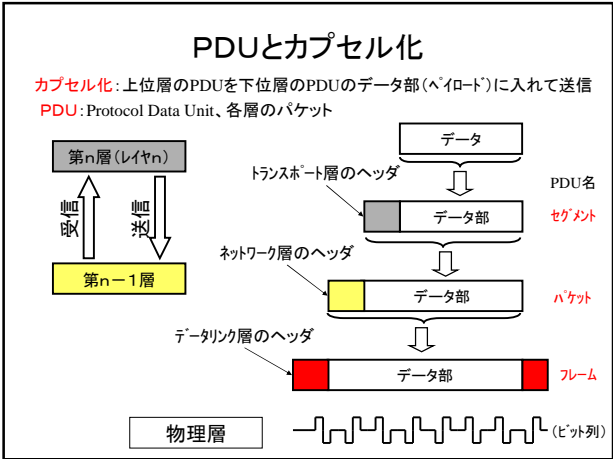 PDUとカプセル化
カプセル化:上位層のPDUを下位層のPDUのデータ部(ﾍﾟｲﾛｰﾄﾞ)に入れて送信
PDU:Protocol Data Unit、各層のパケット
第n層(レイヤn)
受信
送信
第n－1層
データ
トランスポート層のヘッダ
PDU名
データ部
セグメント
ネットワーク層のヘッダ
データ部
パケット
データリンク層のヘッダ
データ部
フレーム
物理層
(ビット列)